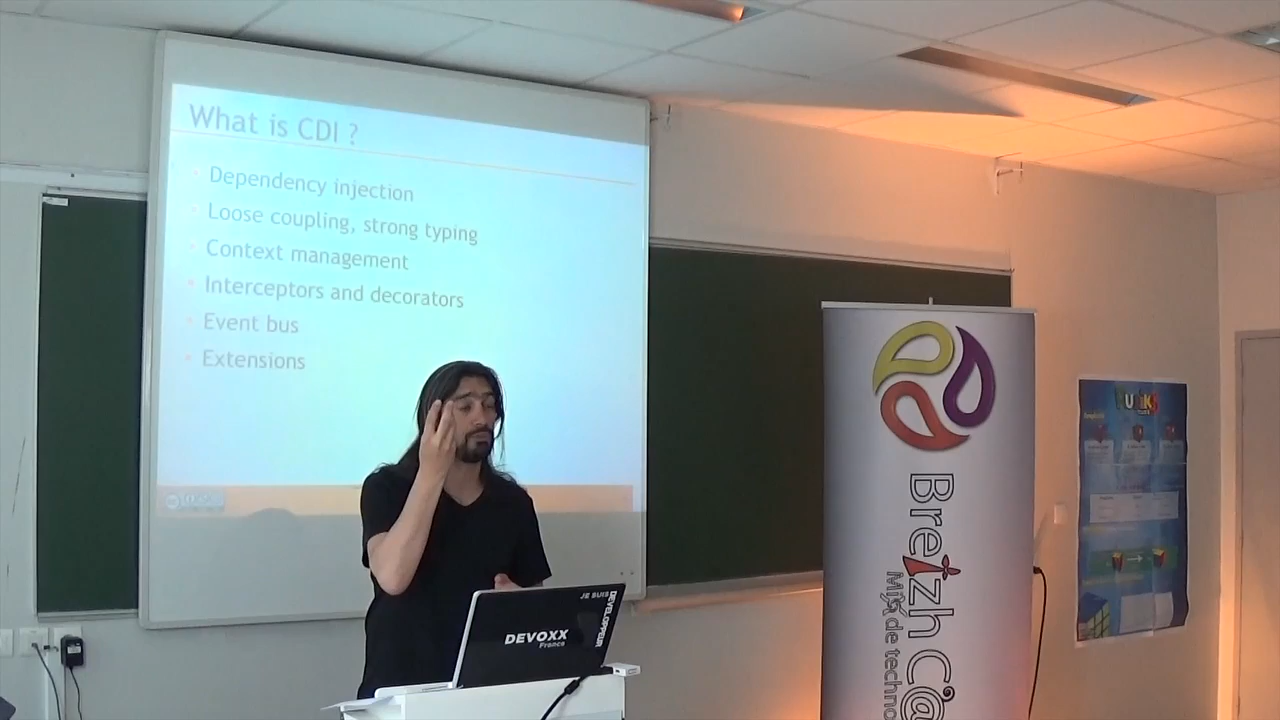 What is CDI ?
Dependency injection
Loose coupling, strong typing
Context management
Interceptors and decorators
Event bus
Extensions
JE SUIS
DEVELOPPEUR
DEVOXX
France
Breizh C@
Mix de techno